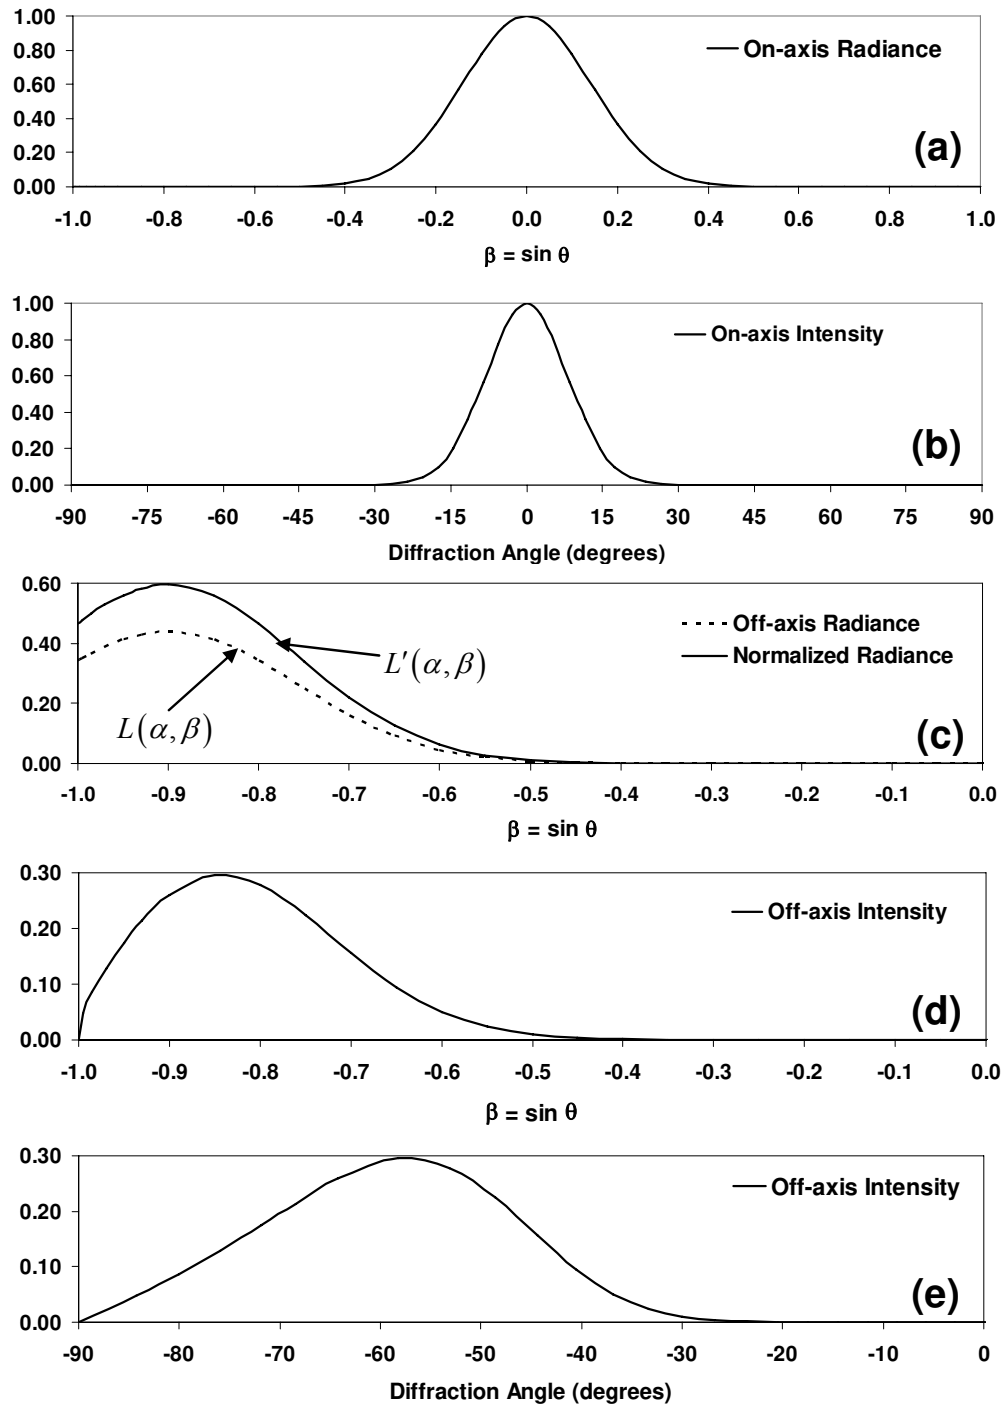 1.00
0.80
0.60
0.40
0.20
0.00
On-axis Radiance
(a)
-1.0 -0.8 -0.6 -0.4 -0.2 0.0 0.2 0.4 0.6 0.8 1.0
β = sin θ
1.00
0.80
0.60
0.40
0.20
0.00
On-axis Intensity
(b)
-90 -75 -60 -45 -30 -15 0 15 30 45 60 75 90
Diffraction Angle (degrees)
0.60
0.40
0.20
0.00
Off-axis Radiance
Normalized Radiance
L'(α, β)
L(α, β)
(c)
-1.0 -0.9 -0.8 -0.7 -0.6 -0.5 -0.4 -0.3 -0.2 -0.1 0.0
β = sin θ
0.30
0.20
0.10
0.00
Off-axis Intensity
(d)
-1.0 -0.9 -0.8 -0.7 -0.6 -0.5 -0.4 -0.3 -0.2 -0.1 0.0
β = sin θ
0.30
0.20
0.10
0.00
Off-axis Intensity
(e)
-90 -80 -70 -60 -50 -40 -30 -20 -10 0
Diffraction Angle (degrees)